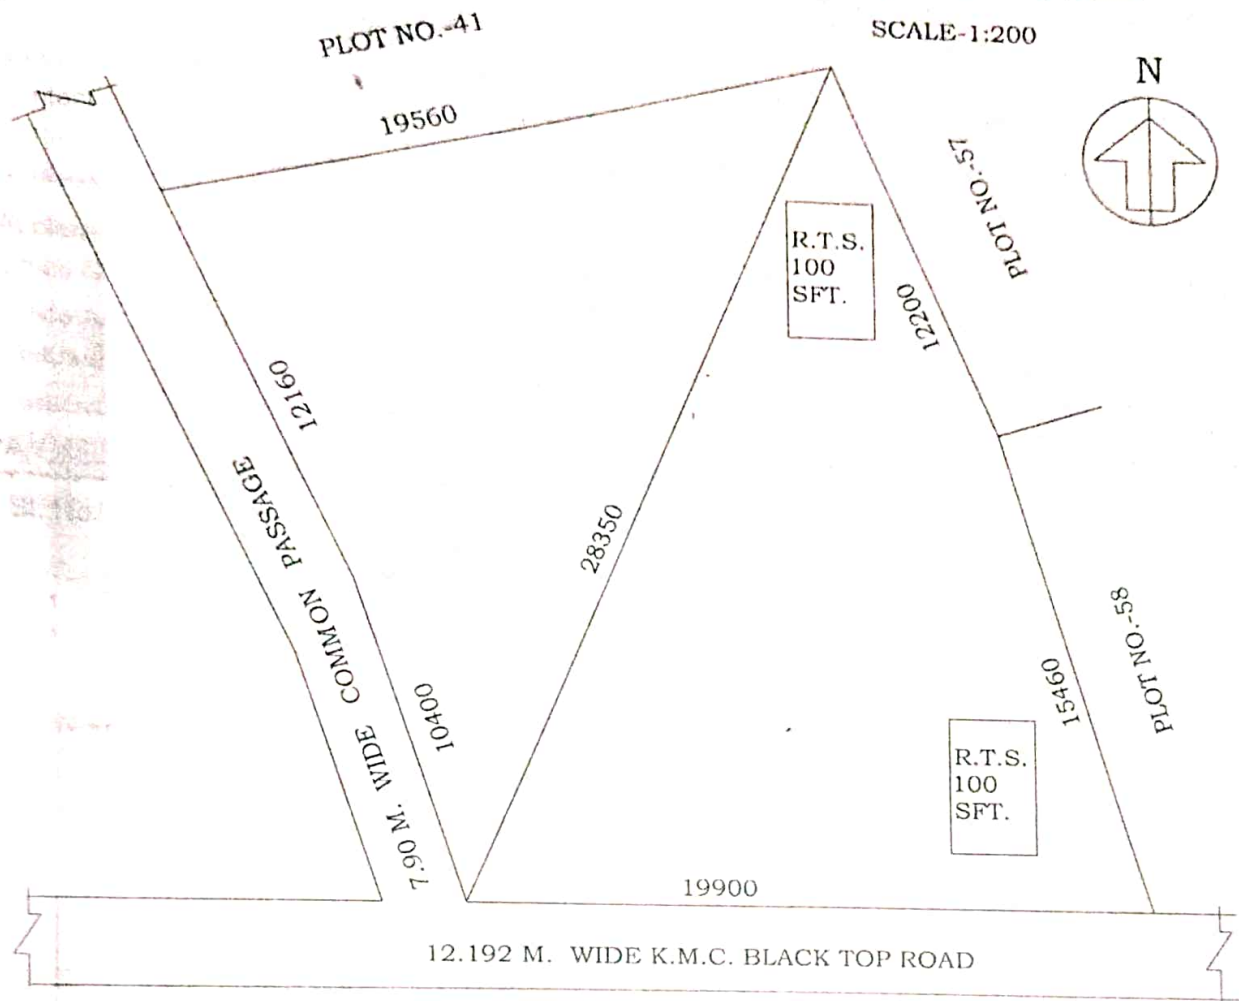 PLOT NO.-41
SCALE-1:200
N
19560
PLOT NO.-57
R.T.S.
100
SFT.
12200
12160
28350
PLOT NO.-58
15460
10400
7.90 M. WIDE COMMON PASSAGE
R.T.S.
100
SFT.
19900
12.192 M. WIDE K.M.C. BLACK TOP ROAD